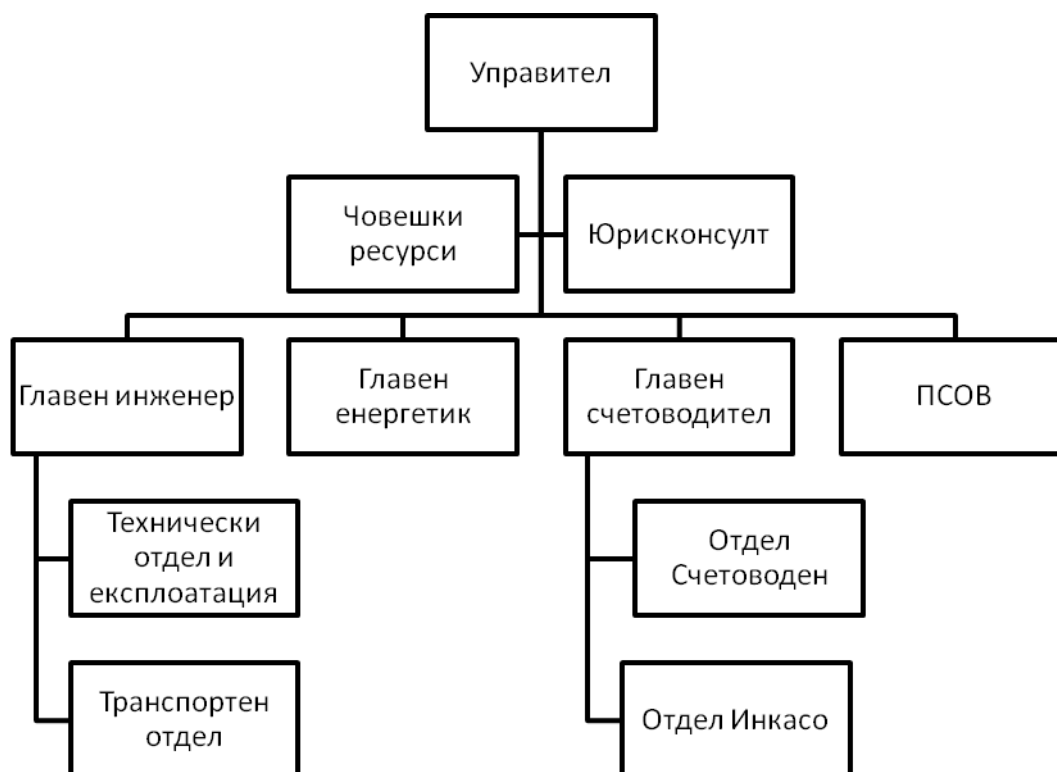 Управител
Човешки
ресурси
Юрисконсулт
Главен инженер
Главен
енергетик
Главен
счетоводител
ПСОВ
Технически
отдел и
експлоатация
Отдел
Счетоводен
Транспортен
отдел
Отдел Инкасо